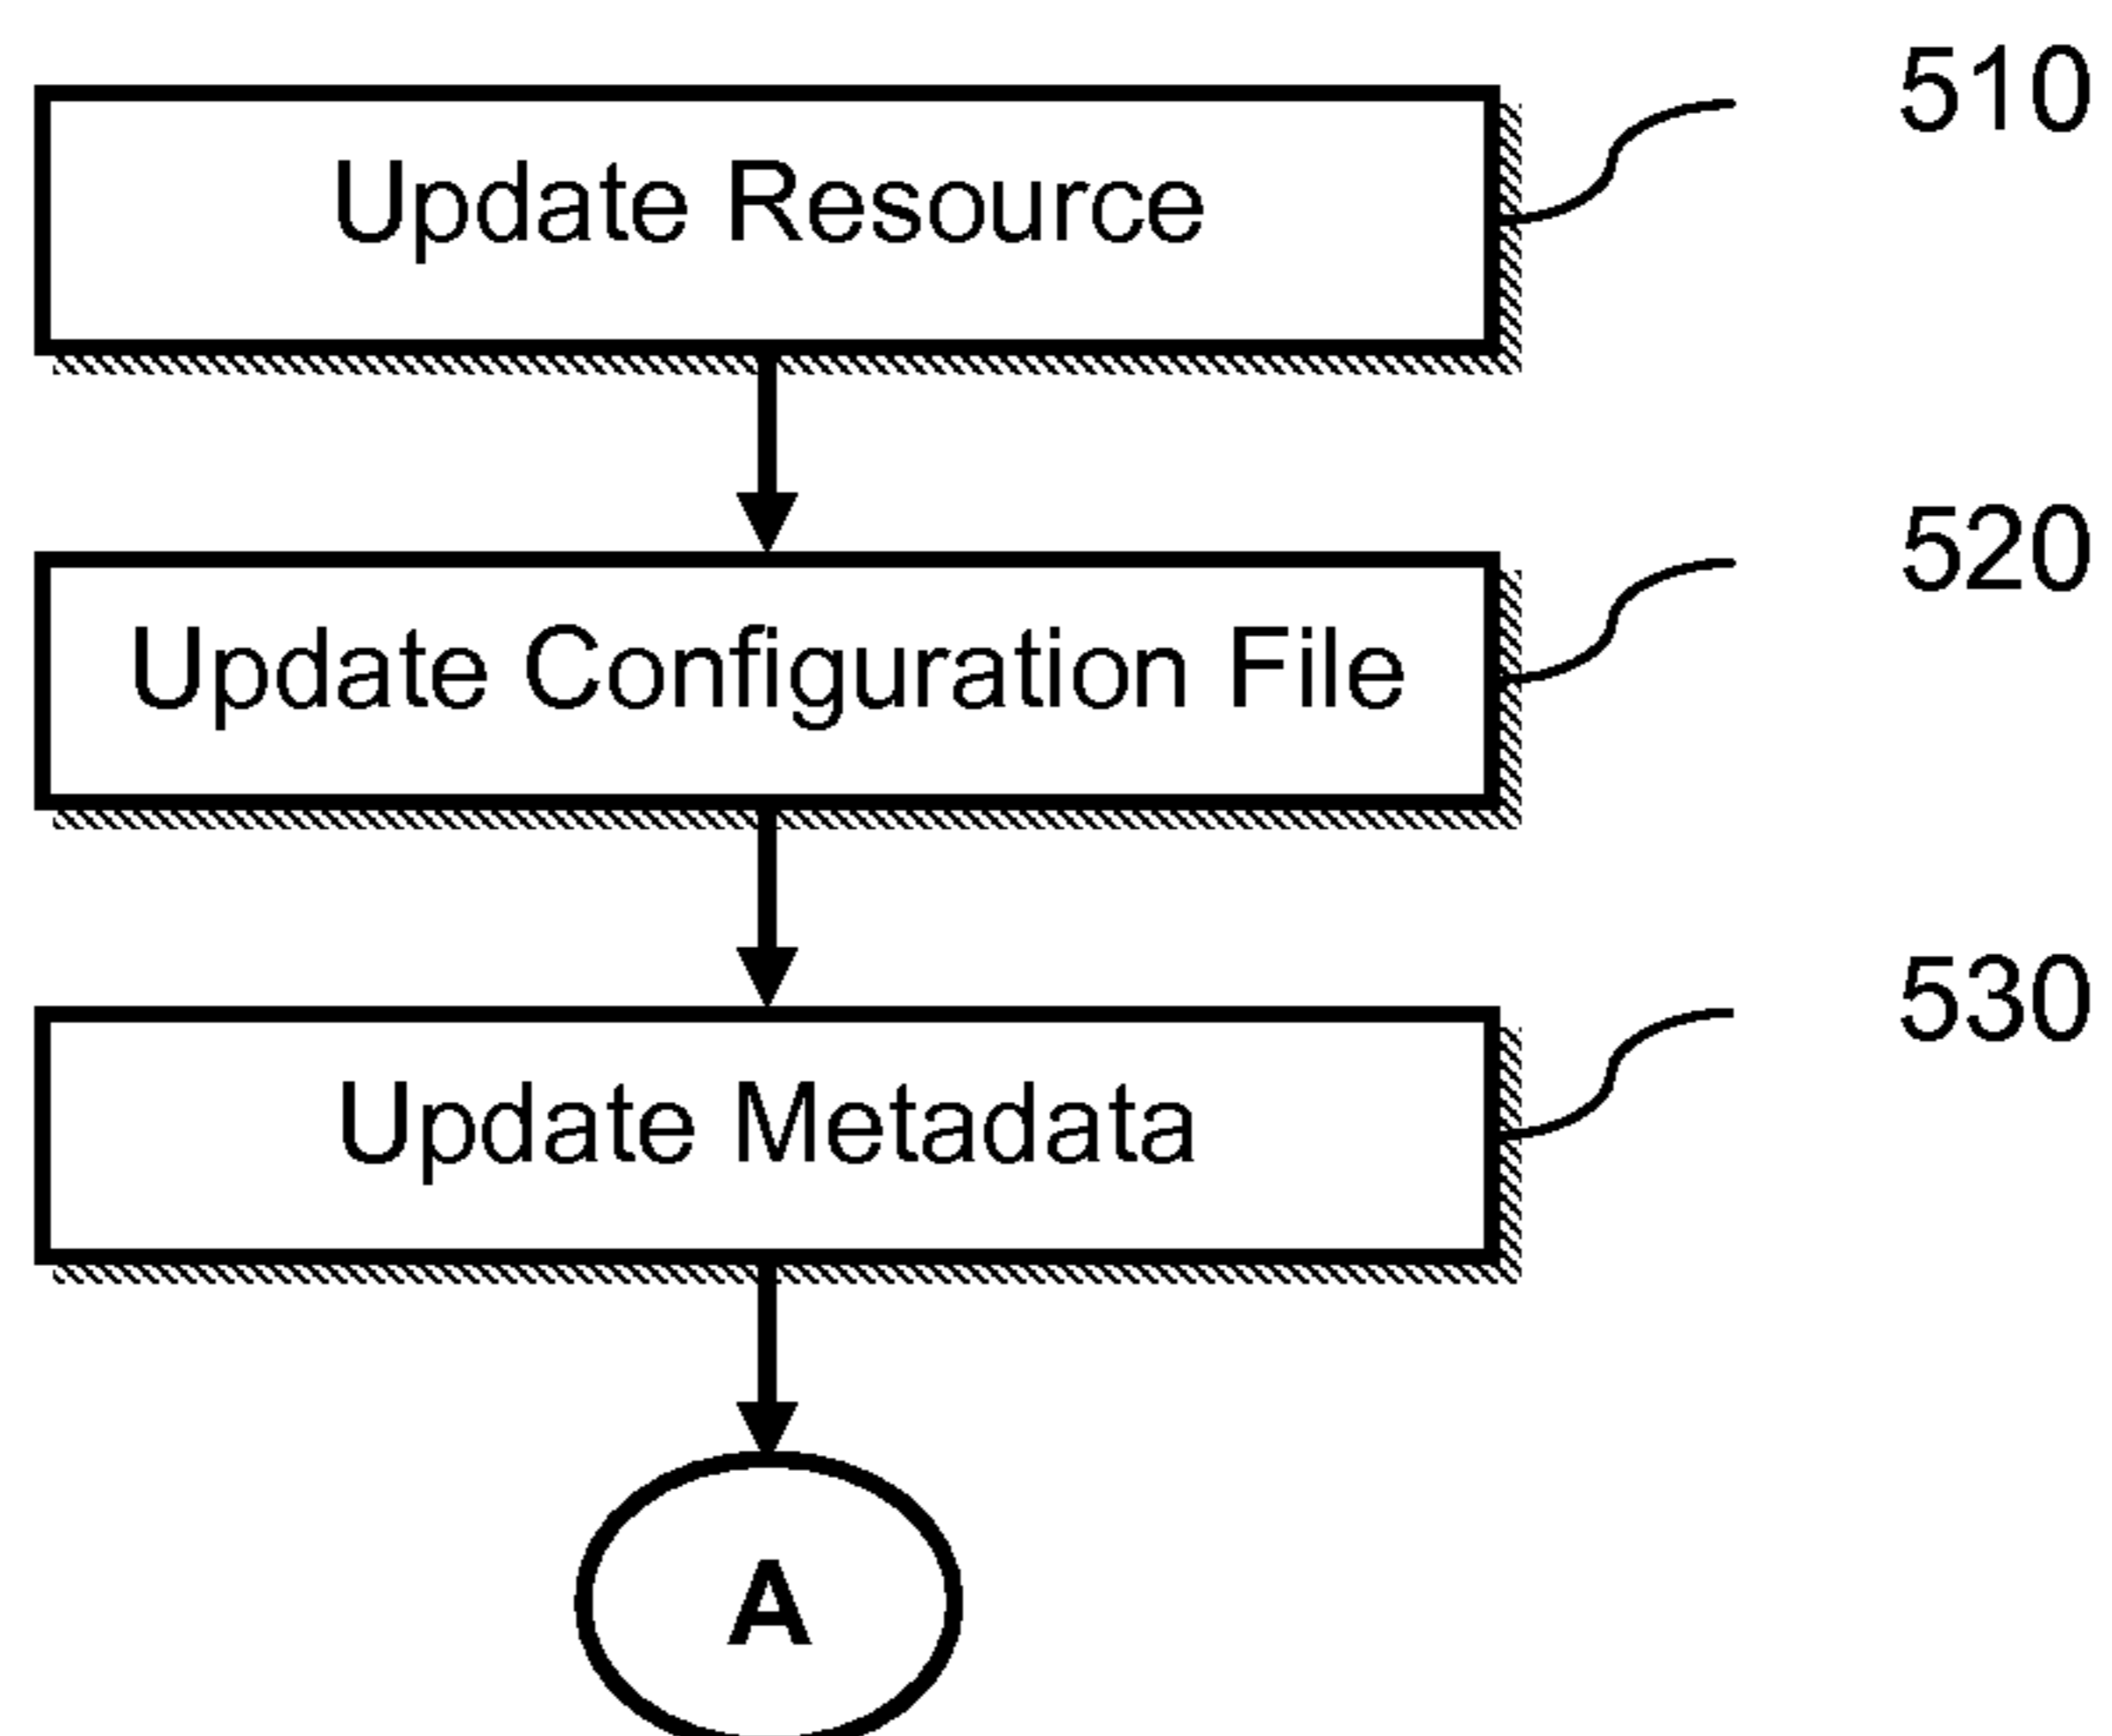 510
Update Resource
520
Update Configuration File
530
Update Metadata
A